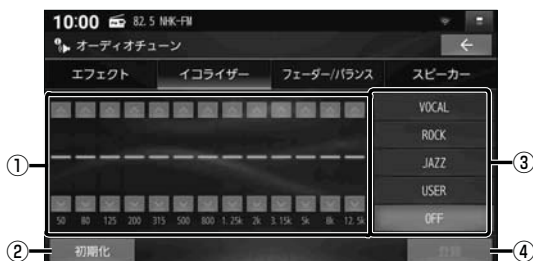 10:00 82.5 NHK-FM
オーディオチューン
エフェクト イコライザー フェーダー/バランス スピーカー
VOCAL
ROCK
JAZZ
USER
OFF
① ③
50 80 125 200 315 500 800 1.25k 2k 3.15k 5k 8k 12.5k
② 初期化 登録 ④